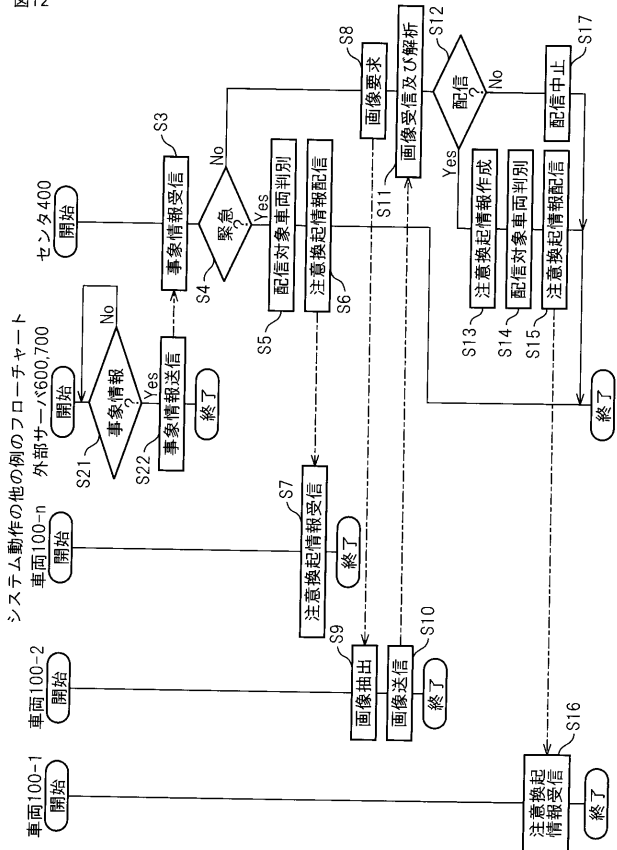 図12
システム動作の他の例のフローチャート
車両100-1
開始
注意換起
情報受信
S16
終了
車両100-2
開始
画像抽出
S9
画像送信
S10
終了
車両100-n
開始
注意換起情報受信
S7
終了
外部サーバ600,700
開始
事象情報
?
S21
No
Yes
事象情報送信
S22
終了
センタ400
開始
事象情報受信
S3
緊急
?
S4
No
Yes
配信対象車両判別
S5
注意換起情報配信
S6
画像要求
S8
画像受信及び解析
S11
配信
?
S12
Yes
No
注意換起情報作成
S13
配信対象車両判別
S14
注意換起情報配信
S15
配信中止
S17
終了